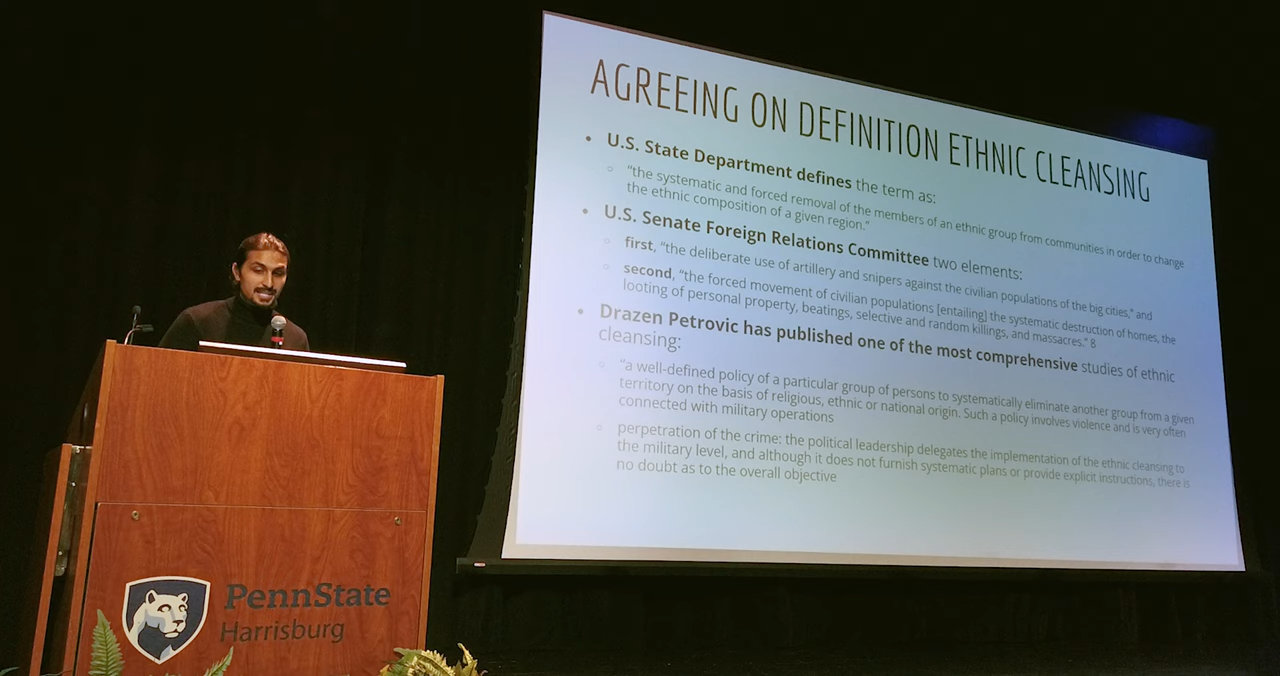 AGREEING ON DEFINITION ETHNIC CLEANSING
• U.S. State Department defines the term as:
○ “the systematic and forced removal of the members of an ethnic group from communities in order to change
the ethnic composition of a given region.”
• U.S. Senate Foreign Relations Committee two elements:
○ first, “the deliberate use of artillery and snipers against the civilian populations of the big cities,” and
○ second, “the forced movement of civilian populations [entailing] the systematic destruction of homes, the
looting of personal property, beatings, selective and random killings, and massacres.” 8
• Drazen Petrovic has published one of the most comprehensive studies of ethnic
cleansing:
○ “a well-defined policy of a particular group of persons to systematically eliminate another group from a given
territory on the basis of religious, ethnic or national origin. Such a policy involves violence and is very often
connected with military operations
○ perpetration of the crime: the political leadership delegates the implementation of the ethnic cleansing to
the military level, and although it does not furnish systematic plans or provide explicit instructions, there is
no doubt as to the overall objective
PennState
Harrisburg